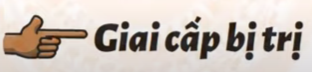 Giai cấp bị trị